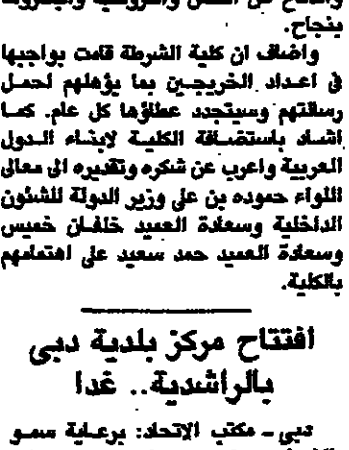 بنجاح.
واضاف ان كلية الشرطة قامت بواجبها
في اعداد الخريجين بما يؤهلهم لحمل
رسالتهم وسيتجدد عطاؤها كل عام. كما
اشاد باستضافة الكلية لابناء الدول
العربية واعرب عن شكره وتقديره الى معالي
اللواء حموده بن علي وزير الدولة للشئون
الداخلية وسعادة العميد خلفان خميس
وسعادة العميد حمد سعيد على اهتمامهم
بالكلية.
افتتاح مركز بلدية دبي
بالراشدية.. غدا
دبي ـ مكتب الاتحاد: برعاية سمو